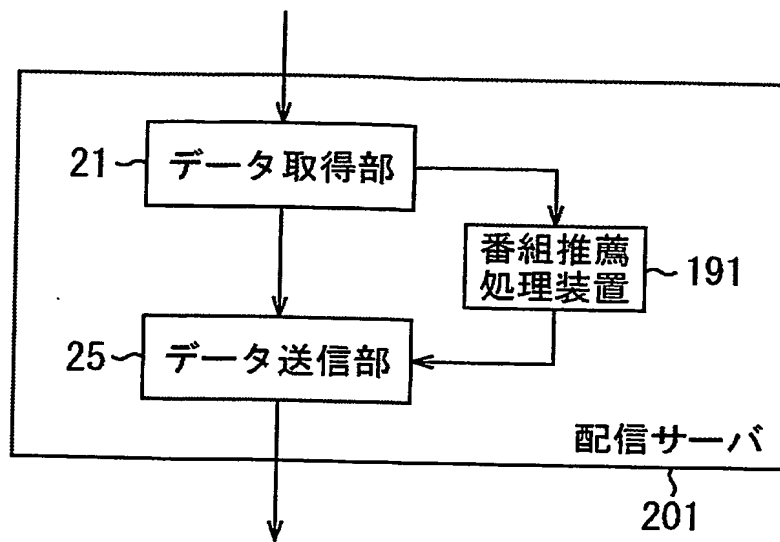 21
データ取得部
番組推薦
処理装置
191
25
データ送信部
配信サーバ
201